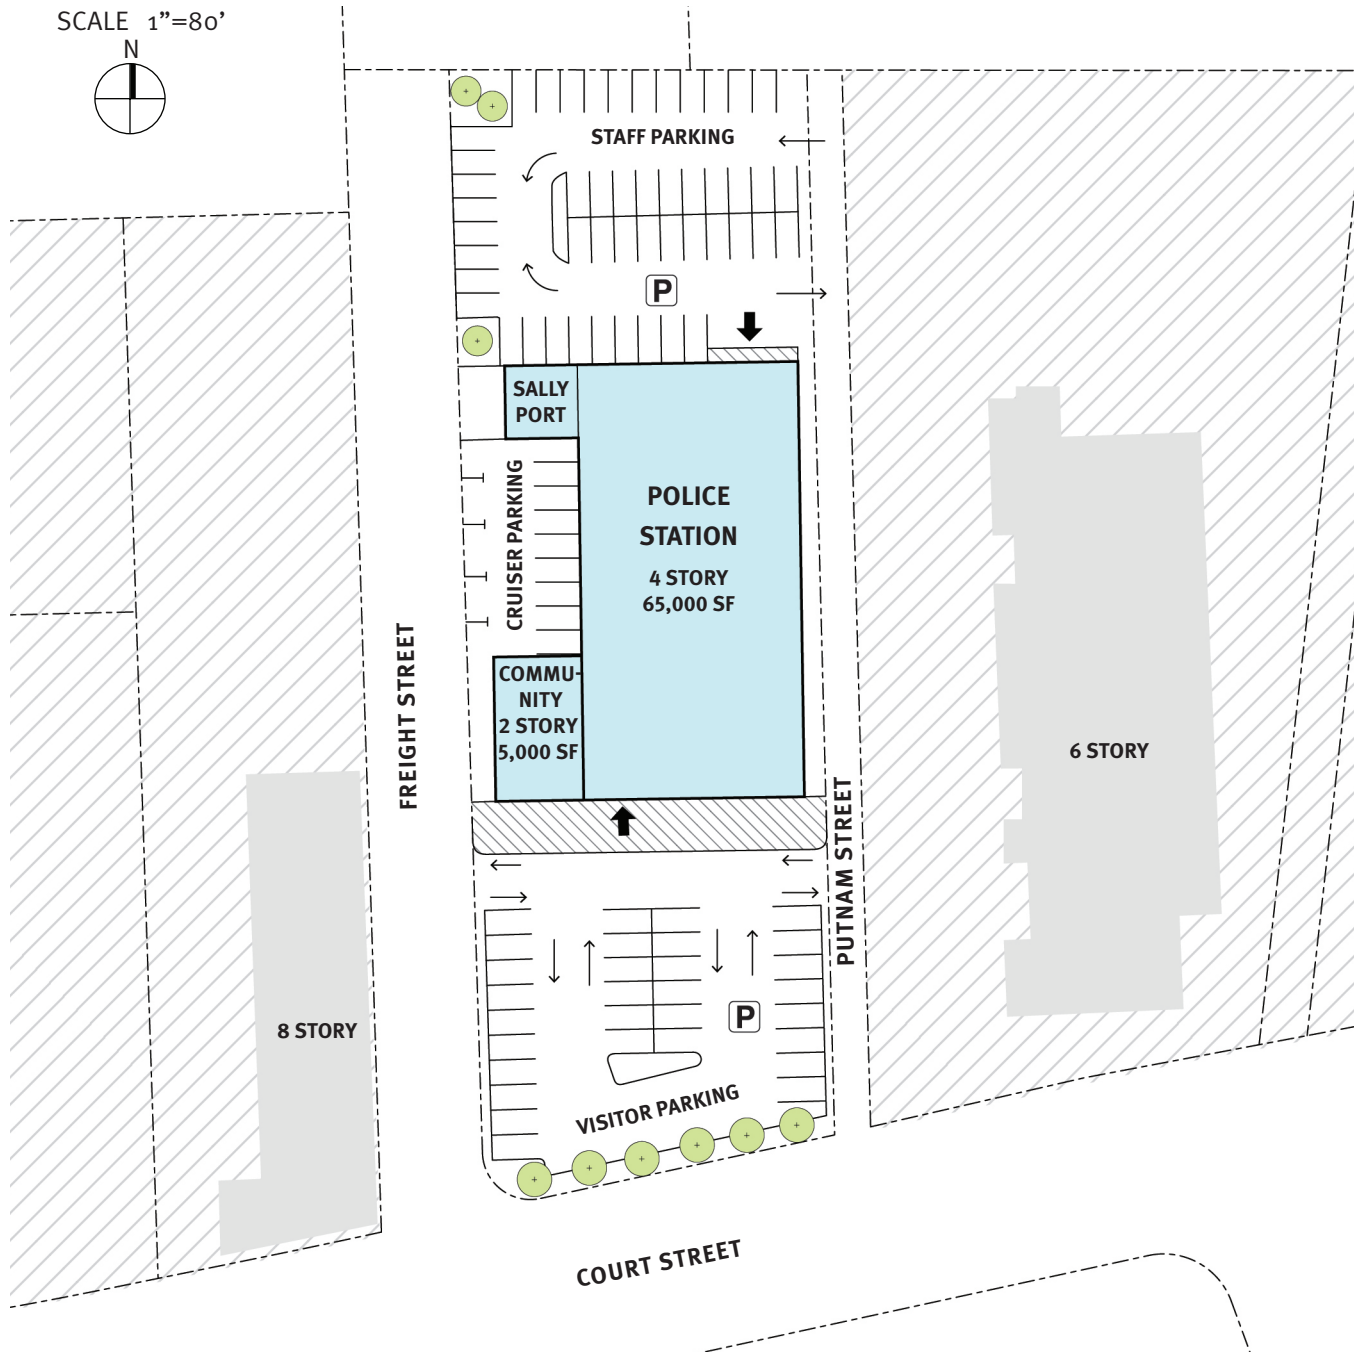 SCALE 1”=80’
N
STAFF PARKING
P
SALLY
PORT
CRUISER PARKING
POLICE
STATION
4 STORY
65,000 SF
COMMU-
NITY
2 STORY
5,000 SF
FREIGHT STREET
6 STORY
PUTNAM STREET
8 STORY
P
VISITOR PARKING
COURT STREET